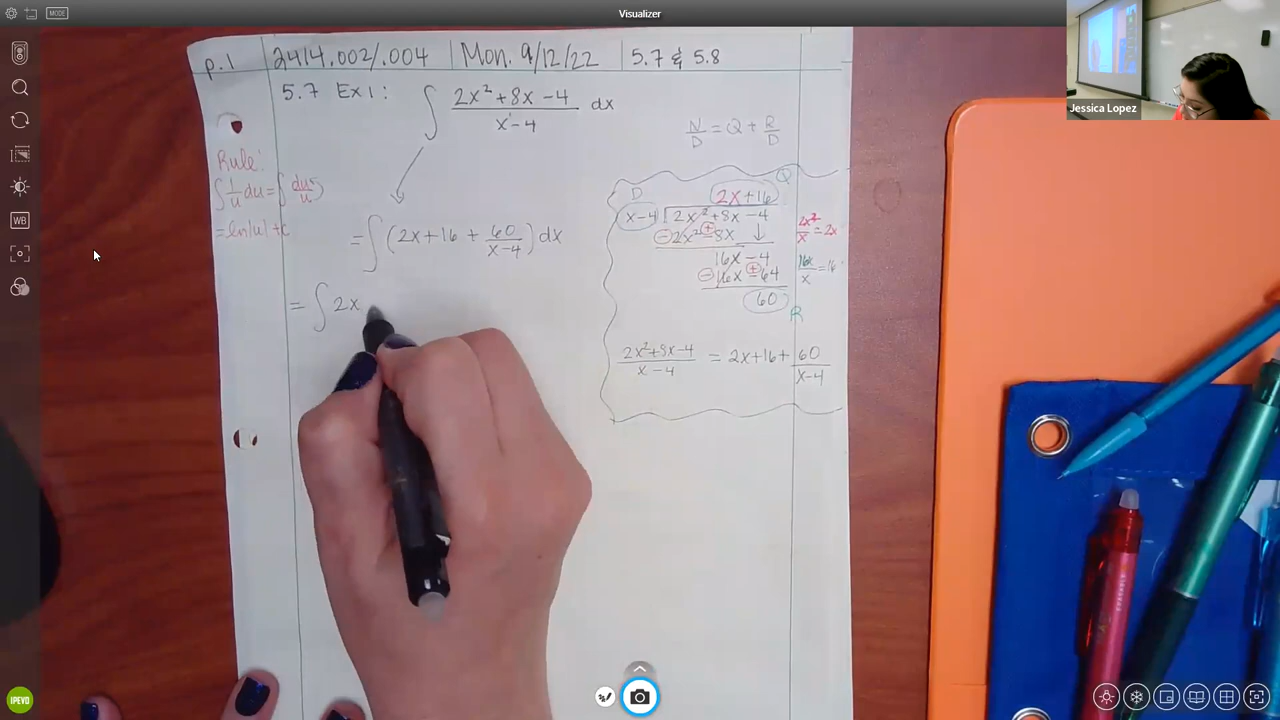 MODE
Visualizer
Jessica Lopez
p.1
2414.002/.004
Mon. 9/12/22
5.7 & 5.8
5.7 Ex 1: ∫ (2x² + 8x - 4)/(x - 4) dx
N/D = Q + R/D
Rule:
∫ 1/u du = ∫ du/u
= ln|u| + C
= ∫ (2x + 16 + 60/(x-4)) dx
= ∫ 2x
D
Q
2x + 16
x-4 | 2x² + 8x - 4
2x² - 8x
16x - 4
16x - 64
60
R
2x²/x = 2x
16x/x = 16
(2x² + 8x - 4)/(x - 4) = 2x + 16 + 60/(x-4)
WB
IPEVO